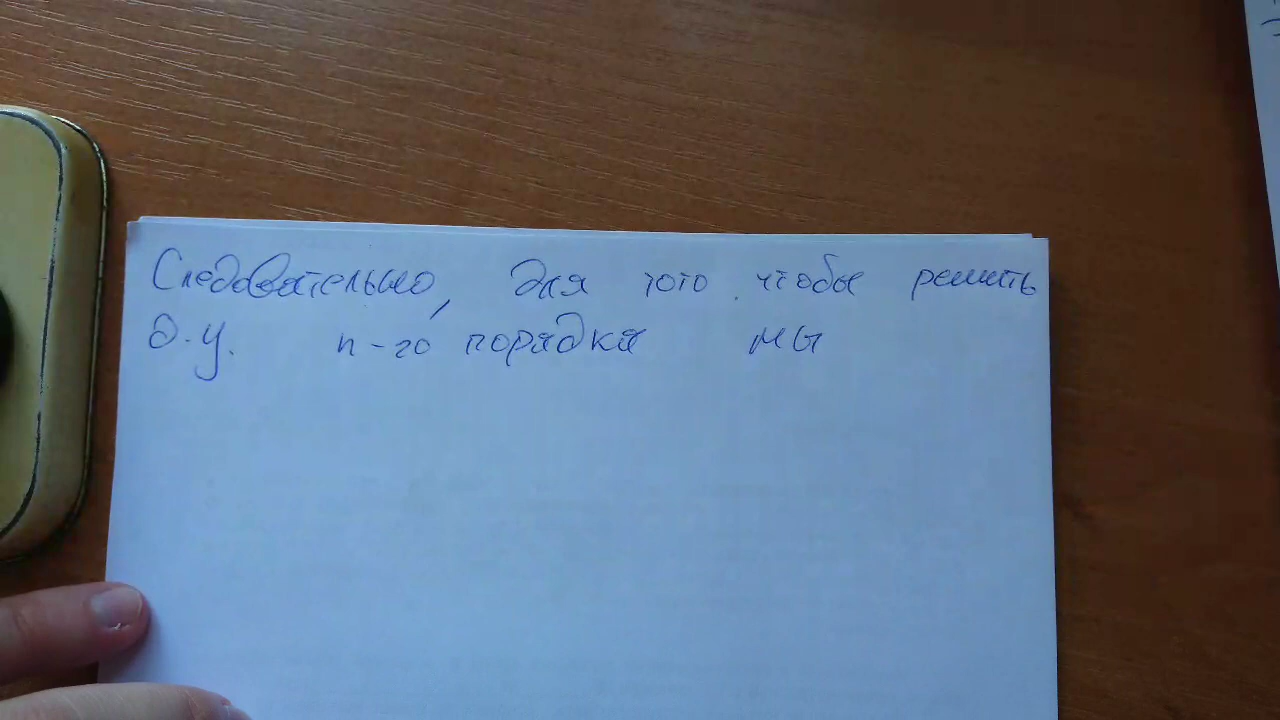 Следовательно, для того чтобы решить
д.у. n-го порядка мы